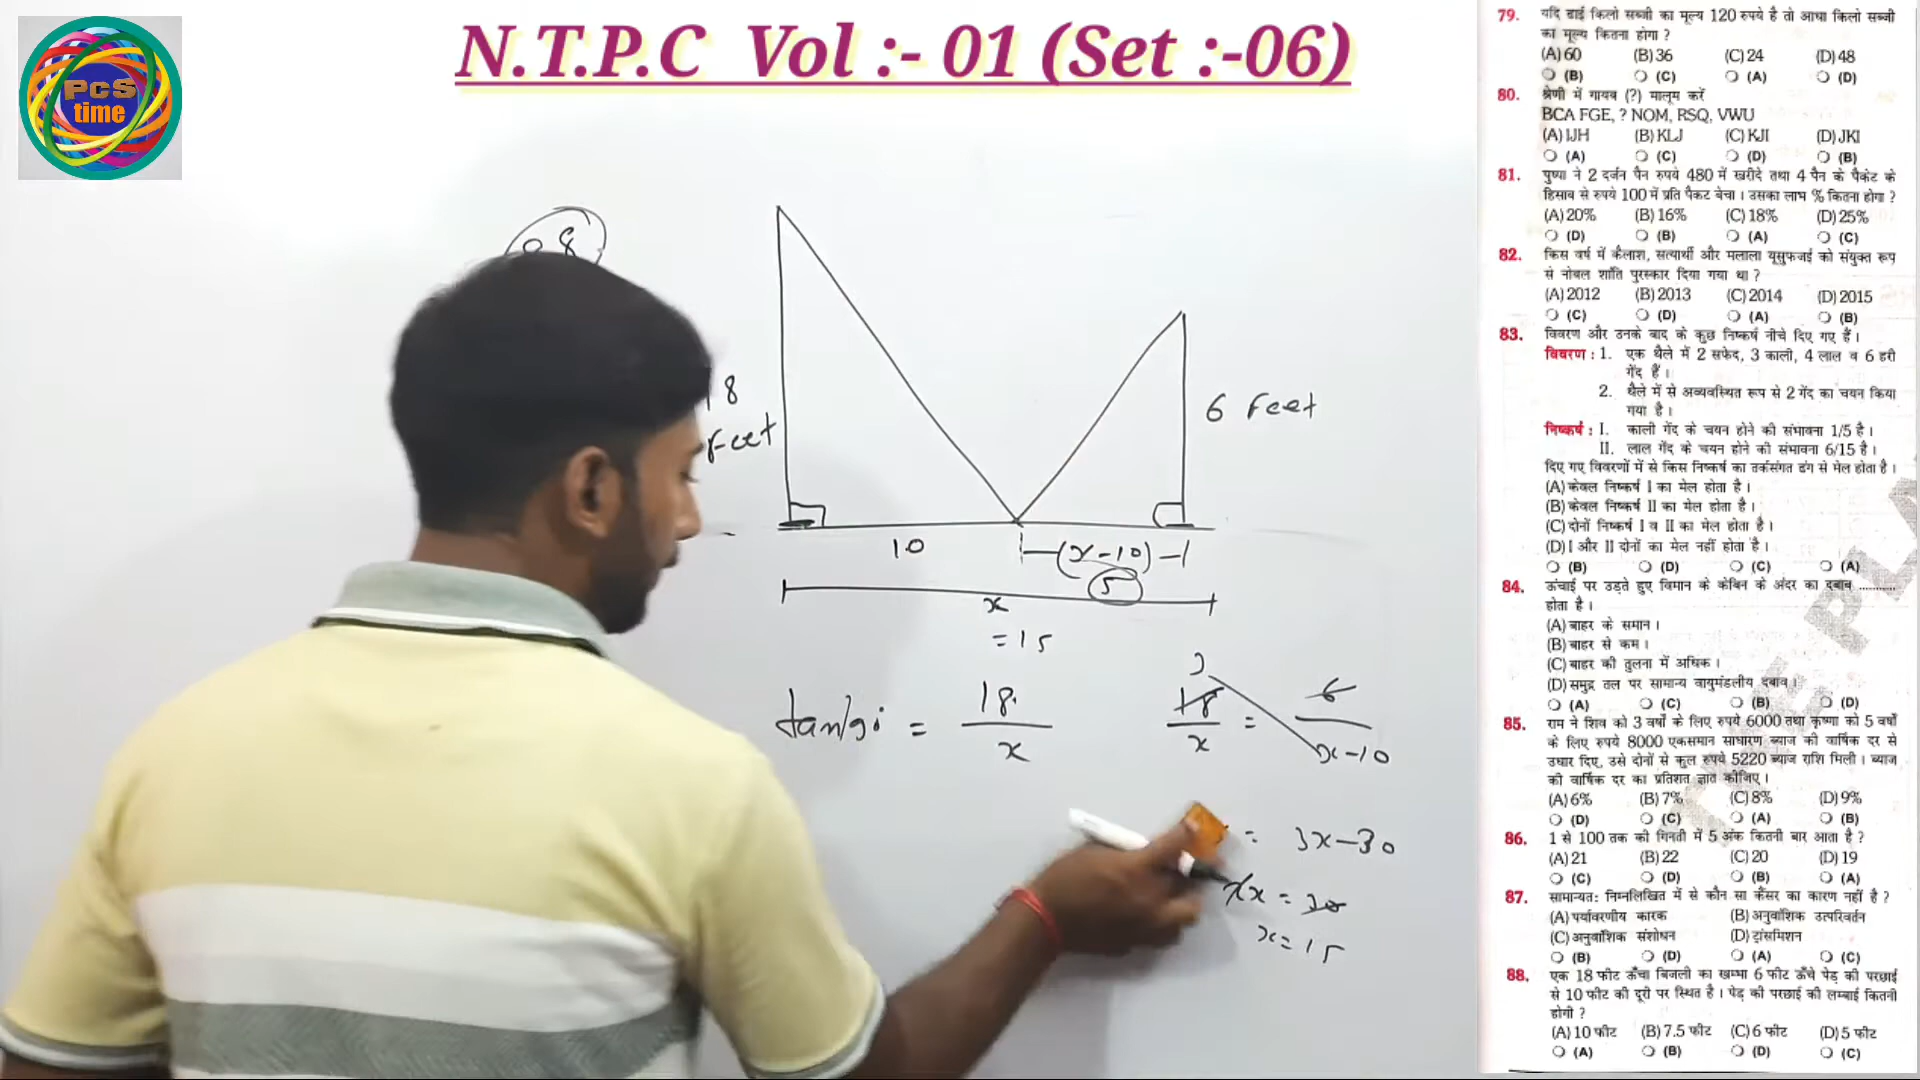 N.T.P.C Vol :- 01 (Set :-06)
PCS
time
8
18
Feet
6 Feet
10
(x-10)
5
x
=15
tan/gi = 18/x
3
18/x = 6/x-10
= 3x-30
x = 15
79. यदि ढाई किलो सब्जी का मूल्य 120 रुपये है तो आधा किलो सब्जी
का मूल्य कितना होगा ?
(A) 60 (B) 36 (C) 24 (D) 48
(B) (C) (A) (D)
80. श्रेणी में गायब (?) मालूम करें
BCA FGE, ? NOM, RSQ, VWU
(A) IJH (B) KLJ (C) KJI (D) JKI
(A) (C) (D) (B)
81. पुष्पा ने 2 दर्जन पैन रुपये 480 में खरीदे तथा 4 पैन के पैकेट के
हिसाब से रुपये 100 में प्रति पैकट बेचा। उसका लाभ % कितना होगा ?
(A) 20% (B) 16% (C) 18% (D) 25%
(D) (B) (A) (C)
82. किस वर्ष में कैलाश, सत्यार्थी और मलाला यूसुफजई को संयुक्त रूप
से नोबल शांति पुरस्कार दिया गया था ?
(A) 2012 (B) 2013 (C) 2014 (D) 2015
(C) (D) (A) (B)
83. विवरण और उनके बाद के कुछ निष्कर्ष नीचे दिए गए हैं।
विवरण : 1. एक थैले में 2 सफेद, 3 काली, 4 लाल व 6 हरी
गेंद हैं।
2. थैले में से अव्यवस्थित रूप से 2 गेंद का चयन किया
गया है।
निष्कर्ष : I. काली गेंद के चयन होने की संभावना 1/5 है।
II. लाल गेंद के चयन होने की संभावना 6/15 है।
दिए गए विवरणों में से किस निष्कर्ष का तर्कसंगत ढंग से मेल होता है।
(A) केवल निष्कर्ष I का मेल होता है।
(B) केवल निष्कर्ष II का मेल होता है।
(C) दोनों निष्कर्ष I व II का मेल होता है।
(D) I और II दोनों का मेल नहीं होता है।
(B) (D) (C) (A)
84. ऊंचाई पर उड़ते हुए विमान के केबिन के अंदर का दबाव ............
होता है।
(A) बाहर के समान।
(B) बाहर से कम।
(C) बाहर की तुलना में अधिक।
(D) समुद्र तल पर सामान्य वायुमंडलीय दबाव।
(A) (C) (B) (D)
85. राम ने शिव को 3 वर्षों के लिए रुपये 6000 तथा कृष्णा को 5 वर्षों
के लिए रुपये 8000 एकसमान साधारण ब्याज की वार्षिक दर से
उधार दिए, उसे दोनों से कुल रुपये 5220 ब्याज राशि मिली। ब्याज
की वार्षिक दर का प्रतिशत ज्ञात कीजिए।
(A) 6% (B) 7% (C) 8% (D) 9%
(D) (C) (A) (B)
86. 1 से 100 तक की गिनती में 5 अंक कितनी बार आता है ?
(A) 21 (B) 22 (C) 20 (D) 19
(C) (D) (B) (A)
87. सामान्यत: निम्नलिखित में से कौन सा कैंसर का कारण नहीं है ?
(A) पर्यावरणीय कारक (B) अनुवांशिक उत्परिवर्तन
(C) अनुवांशिक संशोधन (D) ट्रांसमिशन
(B) (D) (A) (C)
88. एक 18 फीट ऊँचा बिजली का खम्भा 6 फीट ऊँचे पेड़ की परछाई
से 10 फीट की दूरी पर स्थित है। पेड़ की परछाई की लम्बाई कितनी
होगी ?
(A) 10 फीट (B) 7.5 फीट (C) 6 फीट (D) 5 फीट
(A) (B) (D) (C)